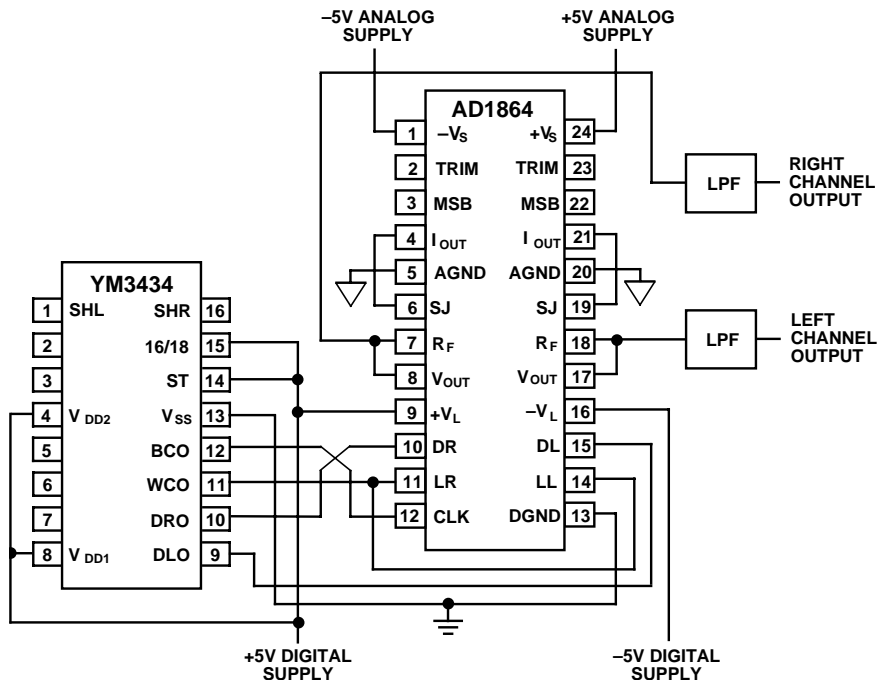 –5V ANALOG
SUPPLY
+5V ANALOG
SUPPLY
AD1864
1 –VS +VS 24
2 TRIM TRIM 23
3 MSB MSB 22
4 IOUT IOUT 21
5 AGND AGND 20
6 SJ SJ 19
7 RF RF 18
8 VOUT VOUT 17
9 +VL –VL 16
10 DR DL 15
11 LR LL 14
12 CLK DGND 13
LPF
RIGHT
CHANNEL
OUTPUT
LPF
LEFT
CHANNEL
OUTPUT
YM3434
1 SHL SHR 16
2 16/18 15
3 ST 14
4 VDD2 VSS 13
5 BCO 12
6 WCO 11
7 DRO 10
8 VDD1 DLO 9
+5V DIGITAL
SUPPLY
–5V DIGITAL
SUPPLY